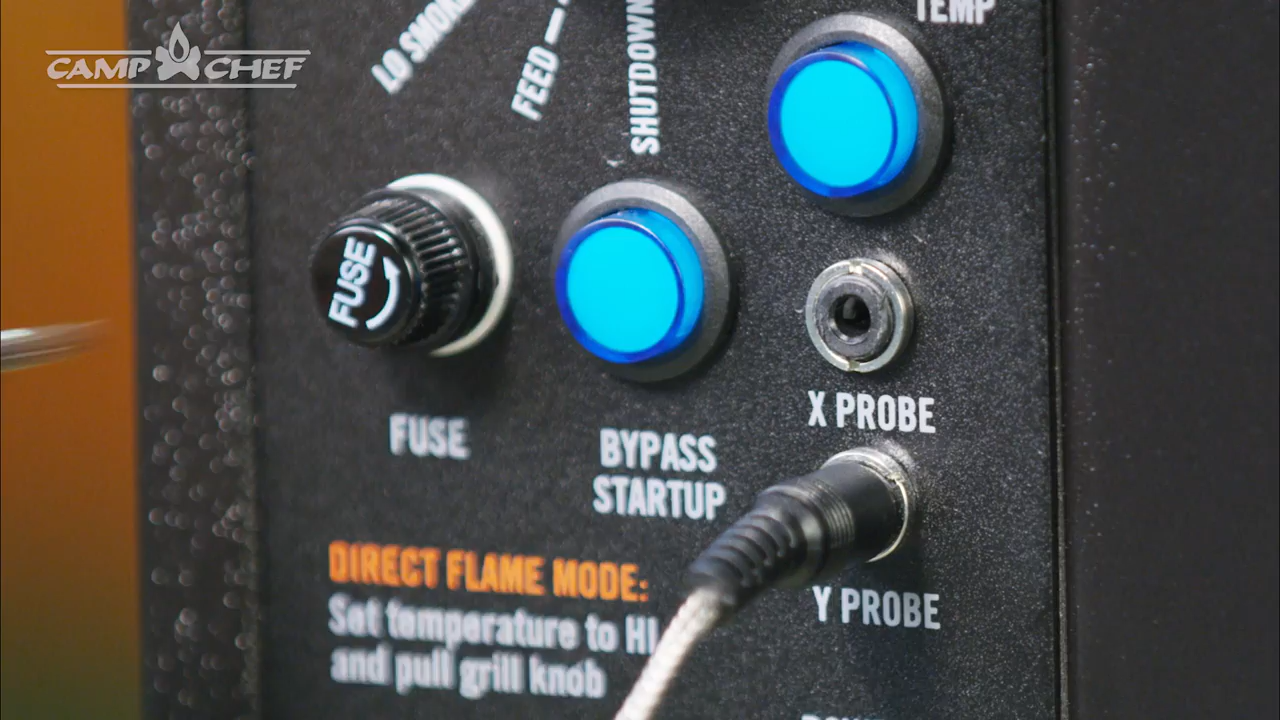 CAMP CHEF
LO SMOKE
FEED
SHUTDOWN
TEMP
FUSE
FUSE
BYPASS
STARTUP
X PROBE
Y PROBE
DIRECT FLAME MODE:
Set temperature to HI
and pull grill knob